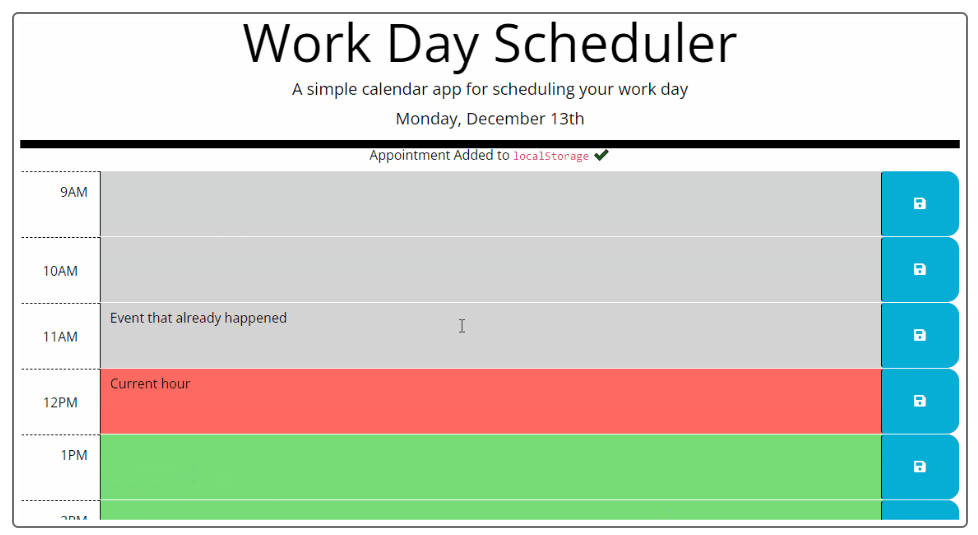 Work Day Scheduler
A simple calendar app for scheduling your work day
Monday, December 13th
Appointment Added to localStorage ✔
9AM
10AM
Event that already happened
11AM
Current hour
12PM
1PM
2PM